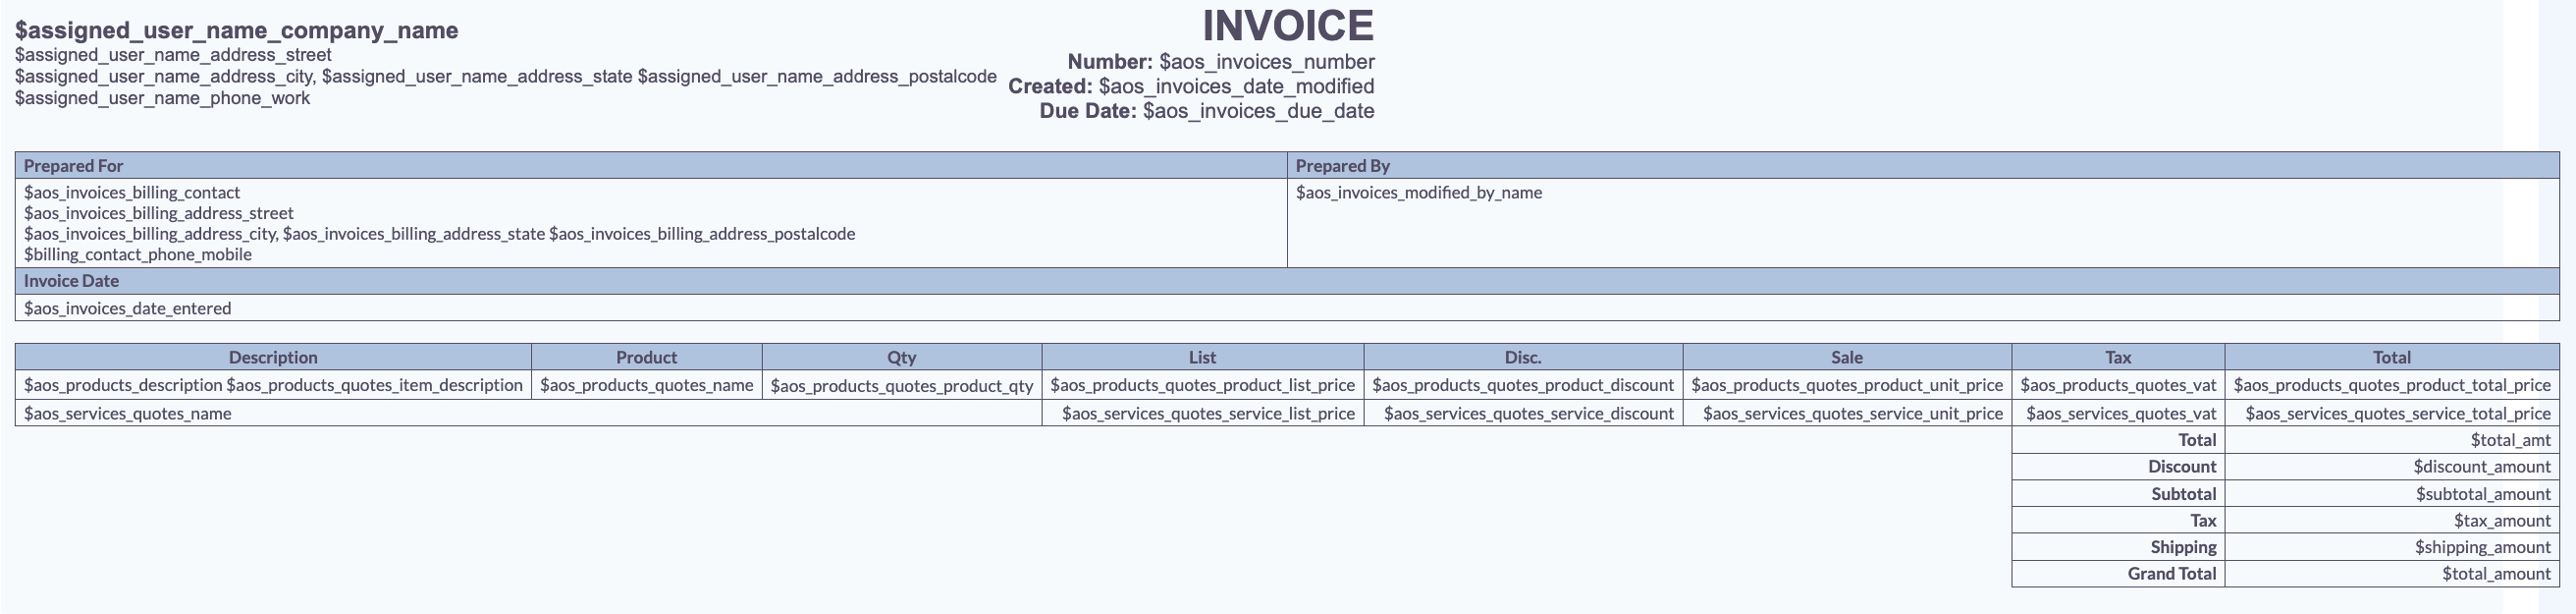 $assigned_user_name_company_name
$assigned_user_name_address_street
$assigned_user_name_address_city, $assigned_user_name_address_state $assigned_user_name_address_postalcode
$assigned_user_name_phone_work
INVOICE
Number: $aos_invoices_number
Created: $aos_invoices_date_modified
Due Date: $aos_invoices_due_date
Prepared For Prepared By
$aos_invoices_billing_contact $aos_invoices_modified_by_name
$aos_invoices_billing_address_street
$aos_invoices_billing_address_city, $aos_invoices_billing_address_state $aos_invoices_billing_address_postalcode
$billing_contact_phone_mobile
Invoice Date
$aos_invoices_date_entered
Description Product Qty List Disc. Sale Tax Total
$aos_products_description $aos_products_quotes_item_description $aos_products_quotes_name $aos_products_quotes_product_qty $aos_products_quotes_product_list_price $aos_products_quotes_product_discount $aos_products_quotes_product_unit_price $aos_products_quotes_vat $aos_products_quotes_product_total_price
$aos_services_quotes_name $aos_services_quotes_service_list_price $aos_services_quotes_service_discount $aos_services_quotes_service_unit_price $aos_services_quotes_vat $aos_services_quotes_service_total_price
Total $total_amt
Discount $discount_amount
Subtotal $subtotal_amount
Tax $tax_amount
Shipping $shipping_amount
Grand Total $total_amount